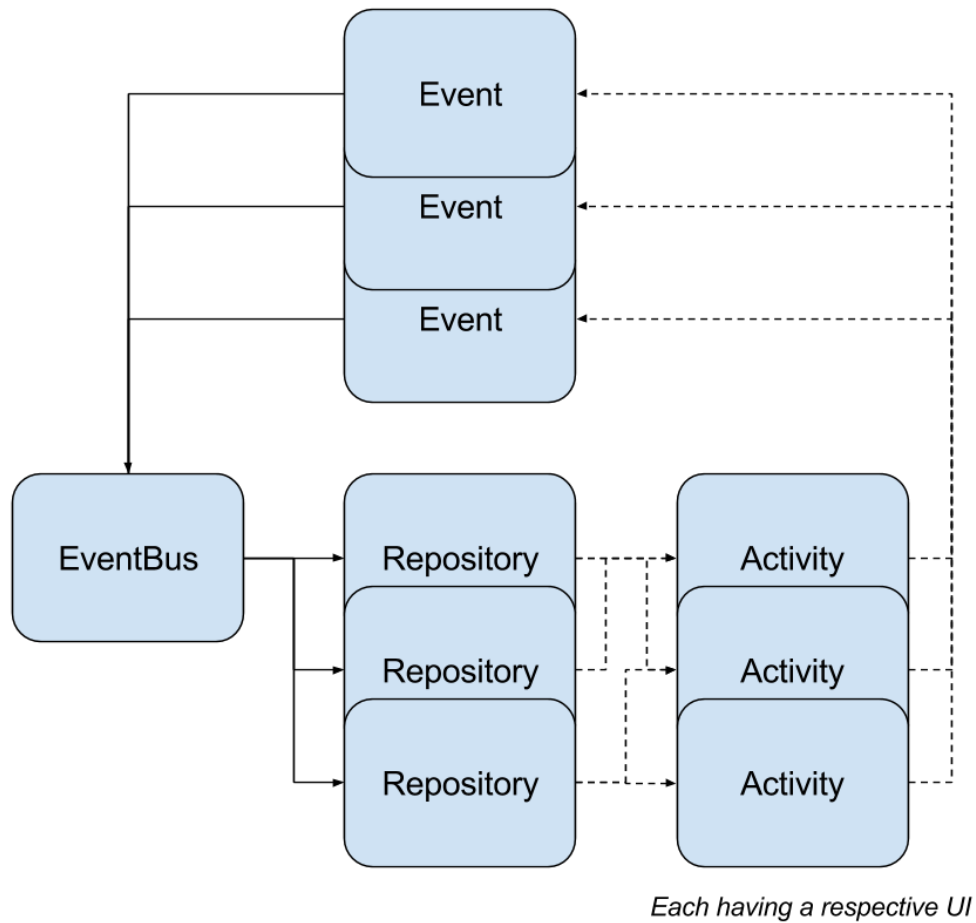 Event
Event
Event
EventBus
Repository
Activity
Repository
Activity
Repository
Activity
Each having a respective UI